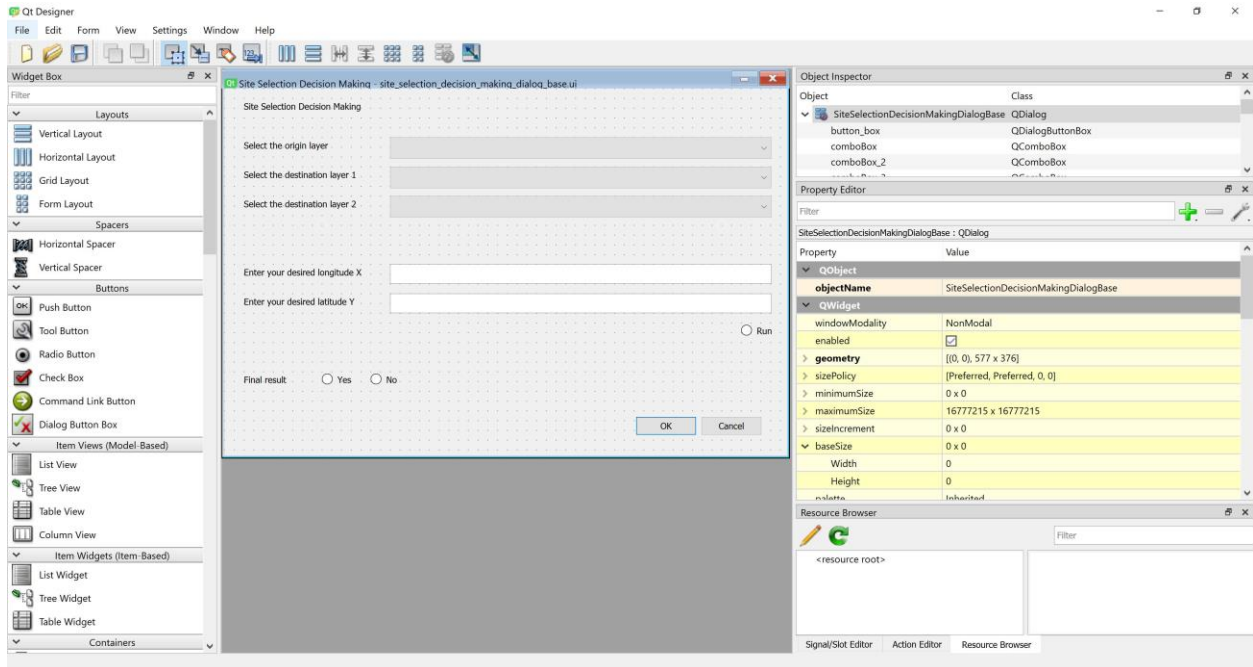 Qt Designer
File Edit Form View Settings Window Help
Widget Box
Filter
Layouts
Vertical Layout
Horizontal Layout
Grid Layout
Form Layout
Spacers
Horizontal Spacer
Vertical Spacer
Buttons
OK Push Button
Tool Button
Radio Button
Check Box
Command Link Button
Dialog Button Box
Item Views (Model-Based)
List View
Tree View
Table View
Column View
Item Widgets (Item-Based)
List Widget
Tree Widget
Table Widget
Containers
Qt Site Selection Decision Making - site_selection_decision_making_dialog_base.ui
Site Selection Decision Making
Select the origin layer
Select the destination layer 1
Select the destination layer 2
Enter your desired longitude X
Enter your desired latitude Y
Run
Final result Yes No
OK Cancel
Object Inspector
Object Class
SiteSelectionDecisionMakingDialogBase QDialog
button_box QDialogButtonBox
comboBox QComboBox
comboBox_2 QComboBox
Property Editor
Filter
SiteSelectionDecisionMakingDialogBase : QDialog
Property Value
QObject
objectName SiteSelectionDecisionMakingDialogBase
QWidget
windowModality NonModal
enabled
geometry [(0, 0), 577 x 376]
sizePolicy [Preferred, Preferred, 0, 0]
minimumSize 0 x 0
maximumSize 16777215 x 16777215
sizeIncrement 0 x 0
baseSize 0 x 0
Width 0
Height 0
palette Inherited
Resource Browser
Filter
<resource root>
Signal/Slot Editor Action Editor Resource Browser